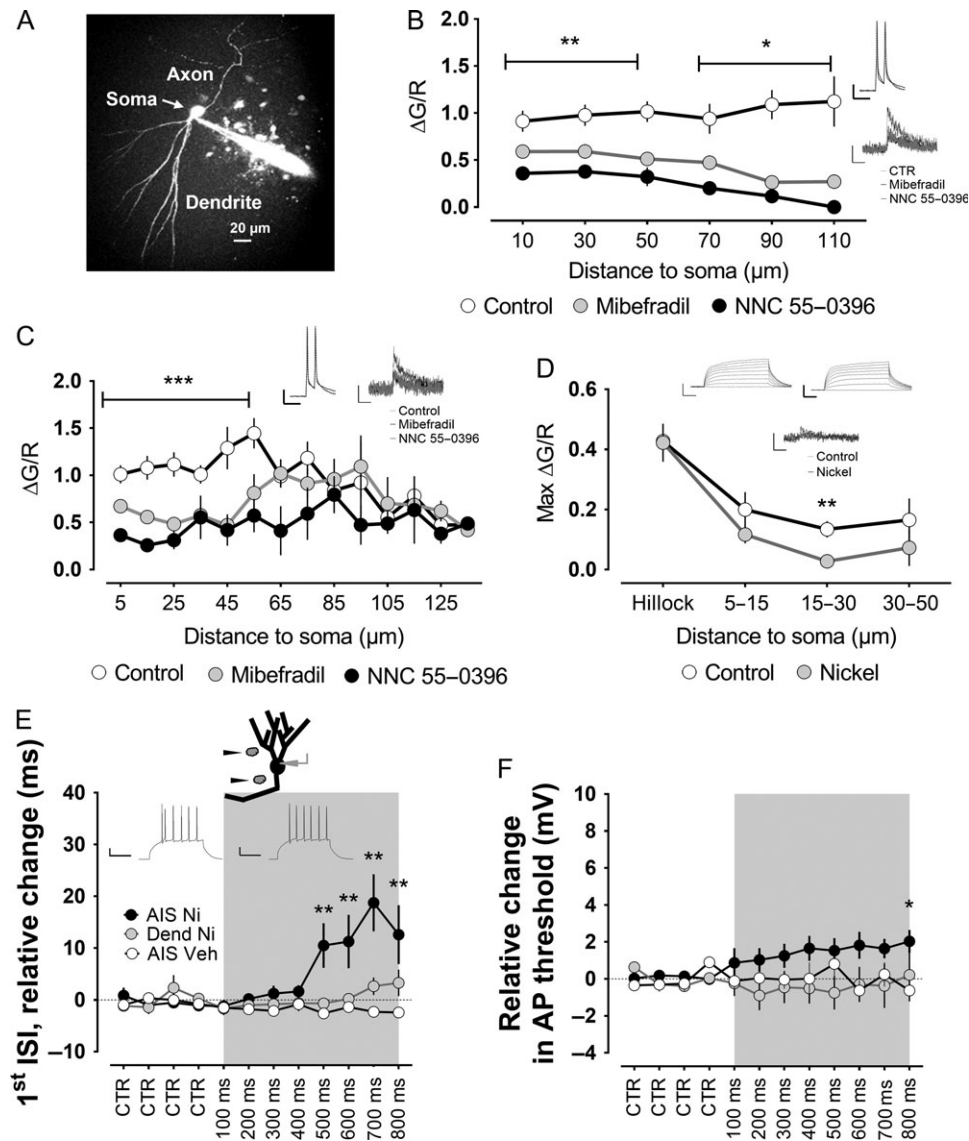 A
Axon
Soma
Dendrite
20 µm
B
**
*
2.0
1.5
1.0
0.5
0.0
ΔG/R
10 30 50 70 90 110
Distance to soma (µm)
CTR
Mibefradil
NNC 55–0396
Control Mibefradil NNC 55–0396
C
***
2.0
1.5
1.0
0.5
0.0
ΔG/R
5 25 45 65 85 105 125
Distance to soma (µm)
Control
Mibefradil
NNC 55–0396
Control Mibefradil NNC 55–0396
D
0.6
0.4
0.2
0.0
Max ΔG/R
Control
Nickel
**
Hillock 5–15 15–30 30–50
Distance to soma (µm)
Control Nickel
E
1st ISI, relative change (ms)
40
30
20
10
0
–10
AIS Ni
Dend Ni
AIS Veh
** ** ** **
CTR CTR CTR CTR 100 ms 200 ms 300 ms 400 ms 500 ms 600 ms 700 ms 800 ms
F
Relative change
in AP threshold (mV)
10
8
6
4
2
0
–2
–4
*
CTR CTR CTR CTR 100 ms 200 ms 300 ms 400 ms 500 ms 600 ms 700 ms 800 ms